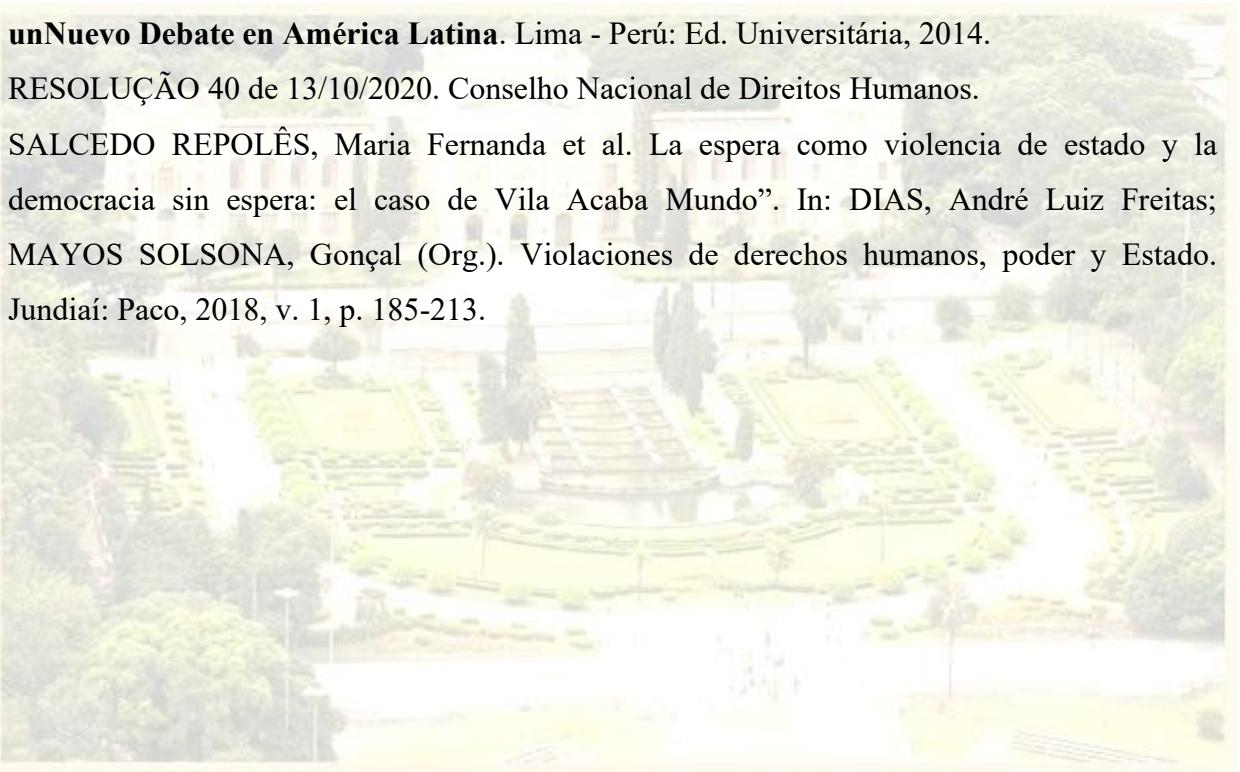 unNuevo Debate en América Latina. Lima - Perú: Ed. Universitária, 2014.
RESOLUÇÃO 40 de 13/10/2020. Conselho Nacional de Direitos Humanos.
SALCEDO REPOLÊS, Maria Fernanda et al. La espera como violencia de estado y la
democracia sin espera: el caso de Vila Acaba Mundo”. In: DIAS, André Luiz Freitas;
MAYOS SOLSONA, Gonçal (Org.). Violaciones de derechos humanos, poder y Estado.
Jundiaí: Paco, 2018, v. 1, p. 185-213.